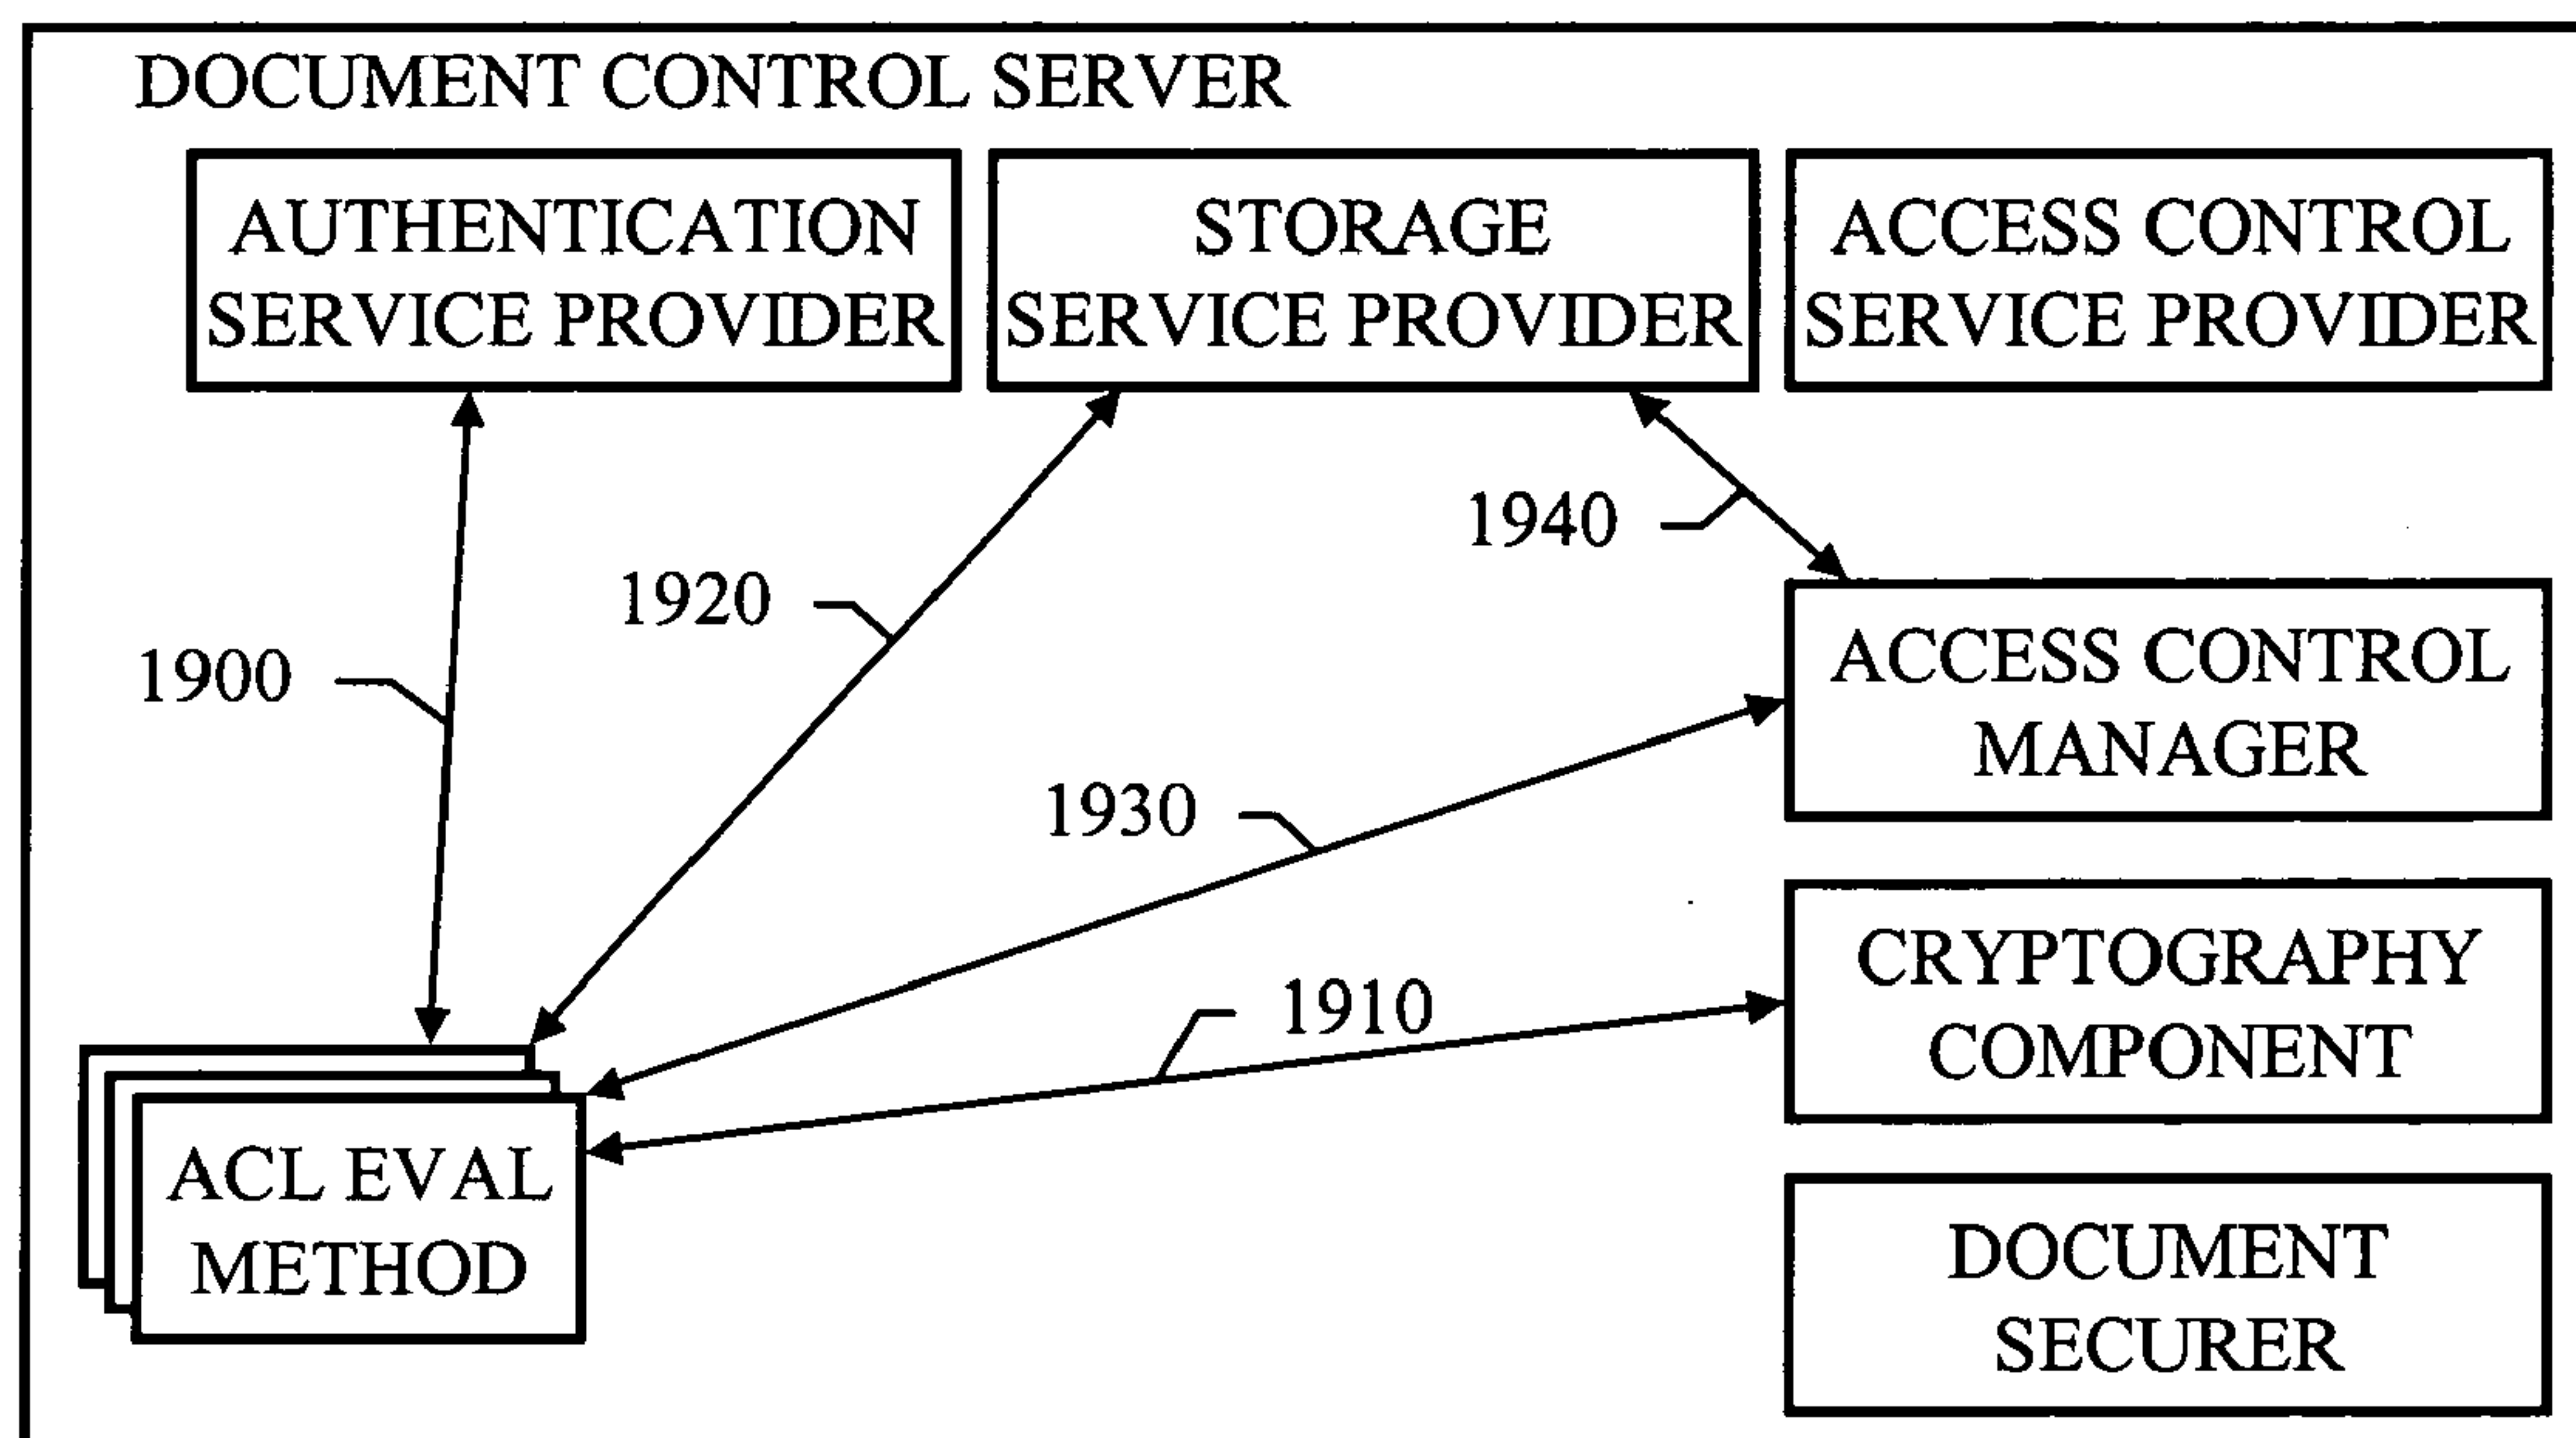 DOCUMENT CONTROL SERVER
AUTHENTICATION
SERVICE PROVIDER
STORAGE
SERVICE PROVIDER
ACCESS CONTROL
SERVICE PROVIDER
1940
1920
1900
ACCESS CONTROL
MANAGER
1930
CRYPTOGRAPHY
COMPONENT
1910
ACL EVAL
METHOD
DOCUMENT
SECURER